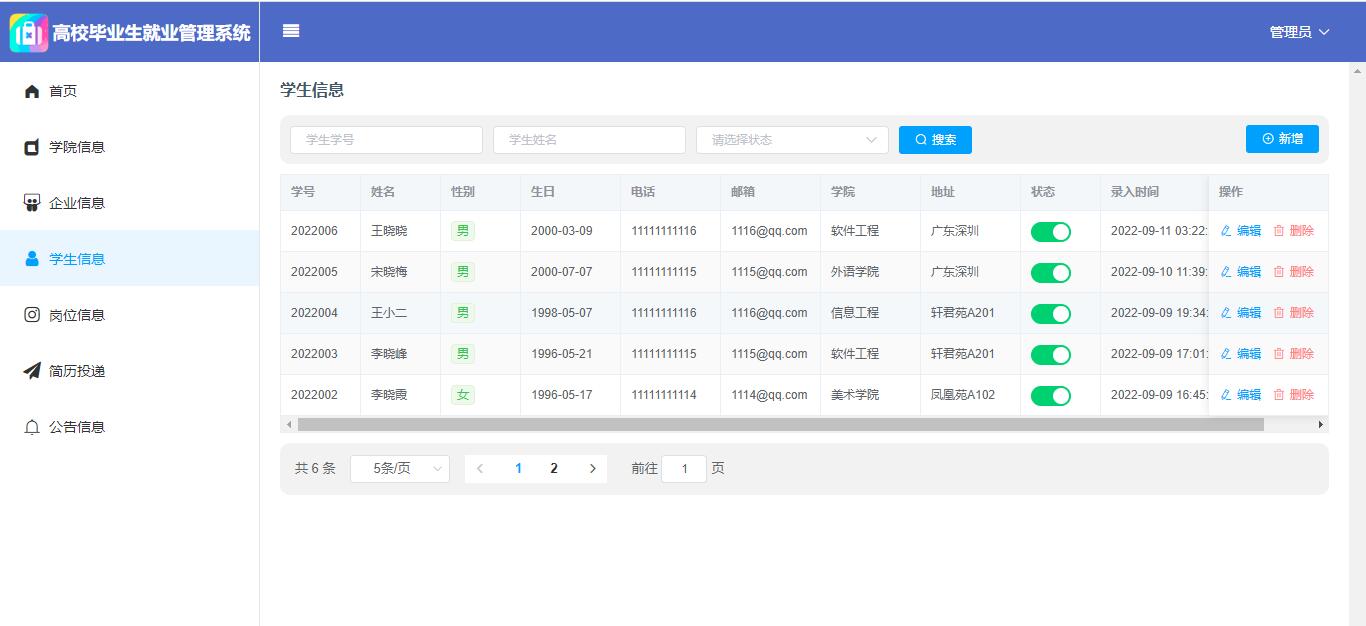 高校毕业生就业管理系统
管理员
首页
学院信息
企业信息
学生信息
岗位信息
简历投递
公告信息
学生信息
学生学号 学生姓名 请选择状态 搜索 新增
学号 姓名 性别 生日 电话 邮箱 学院 地址 状态 录入时间 操作
2022006 王晓晓 男 2000-03-09 11111111116 1116@qq.com 软件工程 广东深圳 2022-09-11 03:22: 编辑 删除
2022005 宋晓梅 男 2000-07-07 11111111115 1115@qq.com 外语学院 广东深圳 2022-09-10 11:39: 编辑 删除
2022004 王小二 男 1998-05-07 11111111116 1116@qq.com 信息工程 轩君苑A201 2022-09-09 19:34: 编辑 删除
2022003 李晓峰 男 1996-05-21 11111111115 1115@qq.com 软件工程 轩君苑A201 2022-09-09 17:01: 编辑 删除
2022002 李晓霞 女 1996-05-17 11111111114 1114@qq.com 美术学院 凤凰苑A102 2022-09-09 16:45: 编辑 删除
共 6 条 5条/页 1 2 前往 1 页